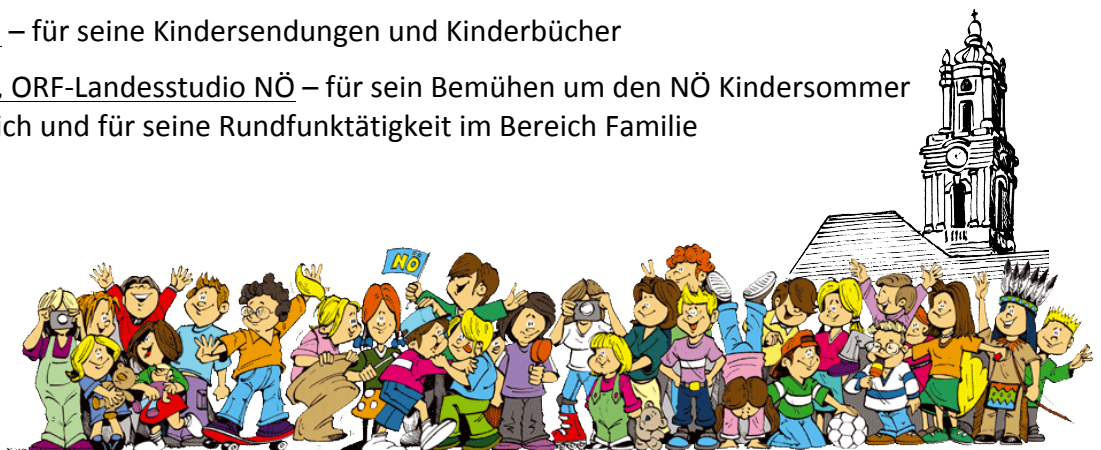 – für seine Kindersendungen und Kinderbücher
, ORF-Landesstudio NÖ – für sein Bemühen um den NÖ Kindersommer
ich und für seine Rundfunktätigkeit im Bereich Familie
NÖ